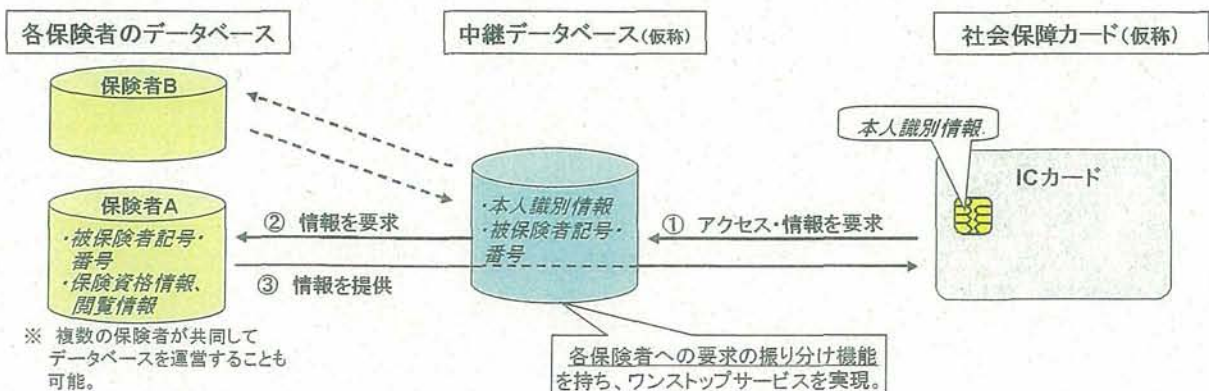 各保険者のデータベース
中継データベース(仮称)
社会保障カード(仮称)
保険者B
本人識別情報
ICカード
保険者A
・被保険者記号・
番号
・保険資格情報、
閲覧情報
② 情報を要求
③ 情報を提供
・本人識別情報
・被保険者記号・
番号
① アクセス・情報を要求
※ 複数の保険者が共同して
データベースを運営することも
可能。
各保険者への要求の振り分け機能
を持ち、ワンストップサービスを実現。